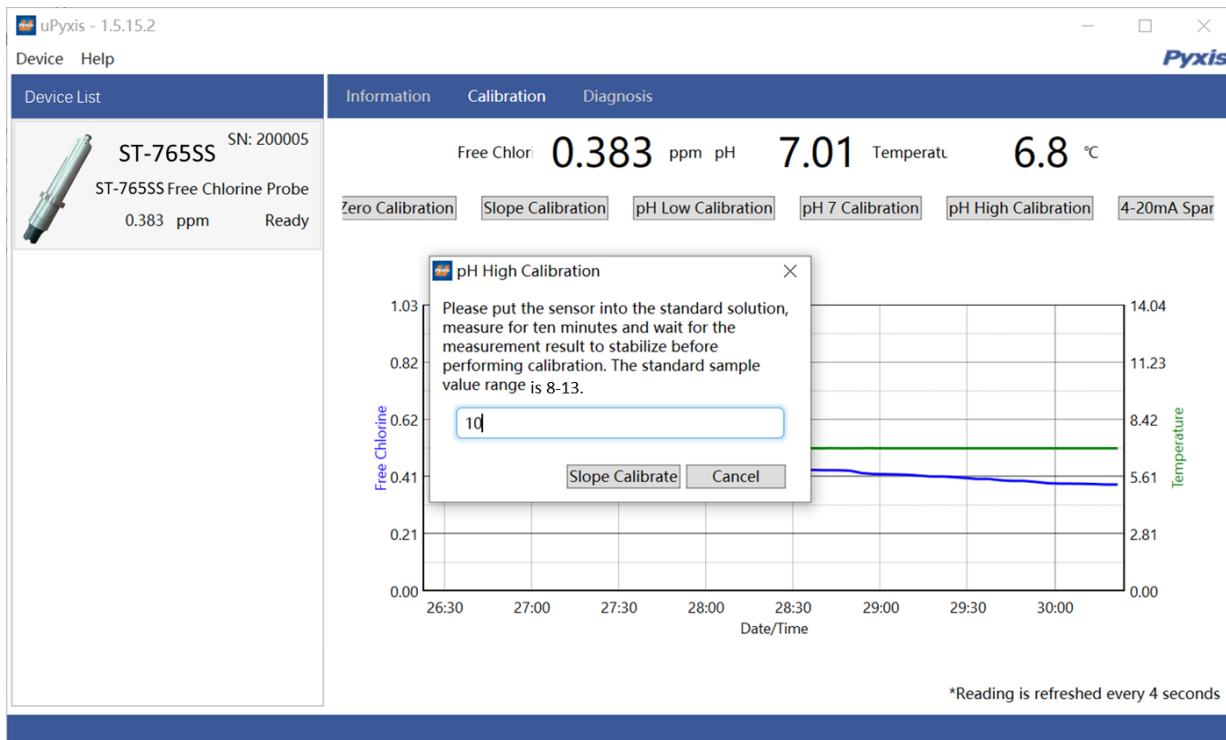 uPyxis - 1.5.15.2
Device Help
Pyxis
Device List
Information Calibration Diagnosis
ST-765SS SN: 200005
ST-765SS Free Chlorine Probe
0.383 ppm Ready
Free Chlori 0.383 ppm pH 7.01 Temperatu 6.8 °C
Zero Calibration Slope Calibration pH Low Calibration pH 7 Calibration pH High Calibration 4-20mA Span
pH High Calibration
Please put the sensor into the standard solution,
measure for ten minutes and wait for the
measurement result to stabilize before
performing calibration. The standard sample
value range is 8-13.
10
Slope Calibrate Cancel
Free Chlorine
1.03
0.82
0.62
0.41
0.21
0.00
14.04
11.23
8.42
5.61
2.81
0.00
Temperature
26:30 27:00 27:30 28:00 28:30 29:00 29:30 30:00
Date/Time
*Reading is refreshed every 4 seconds